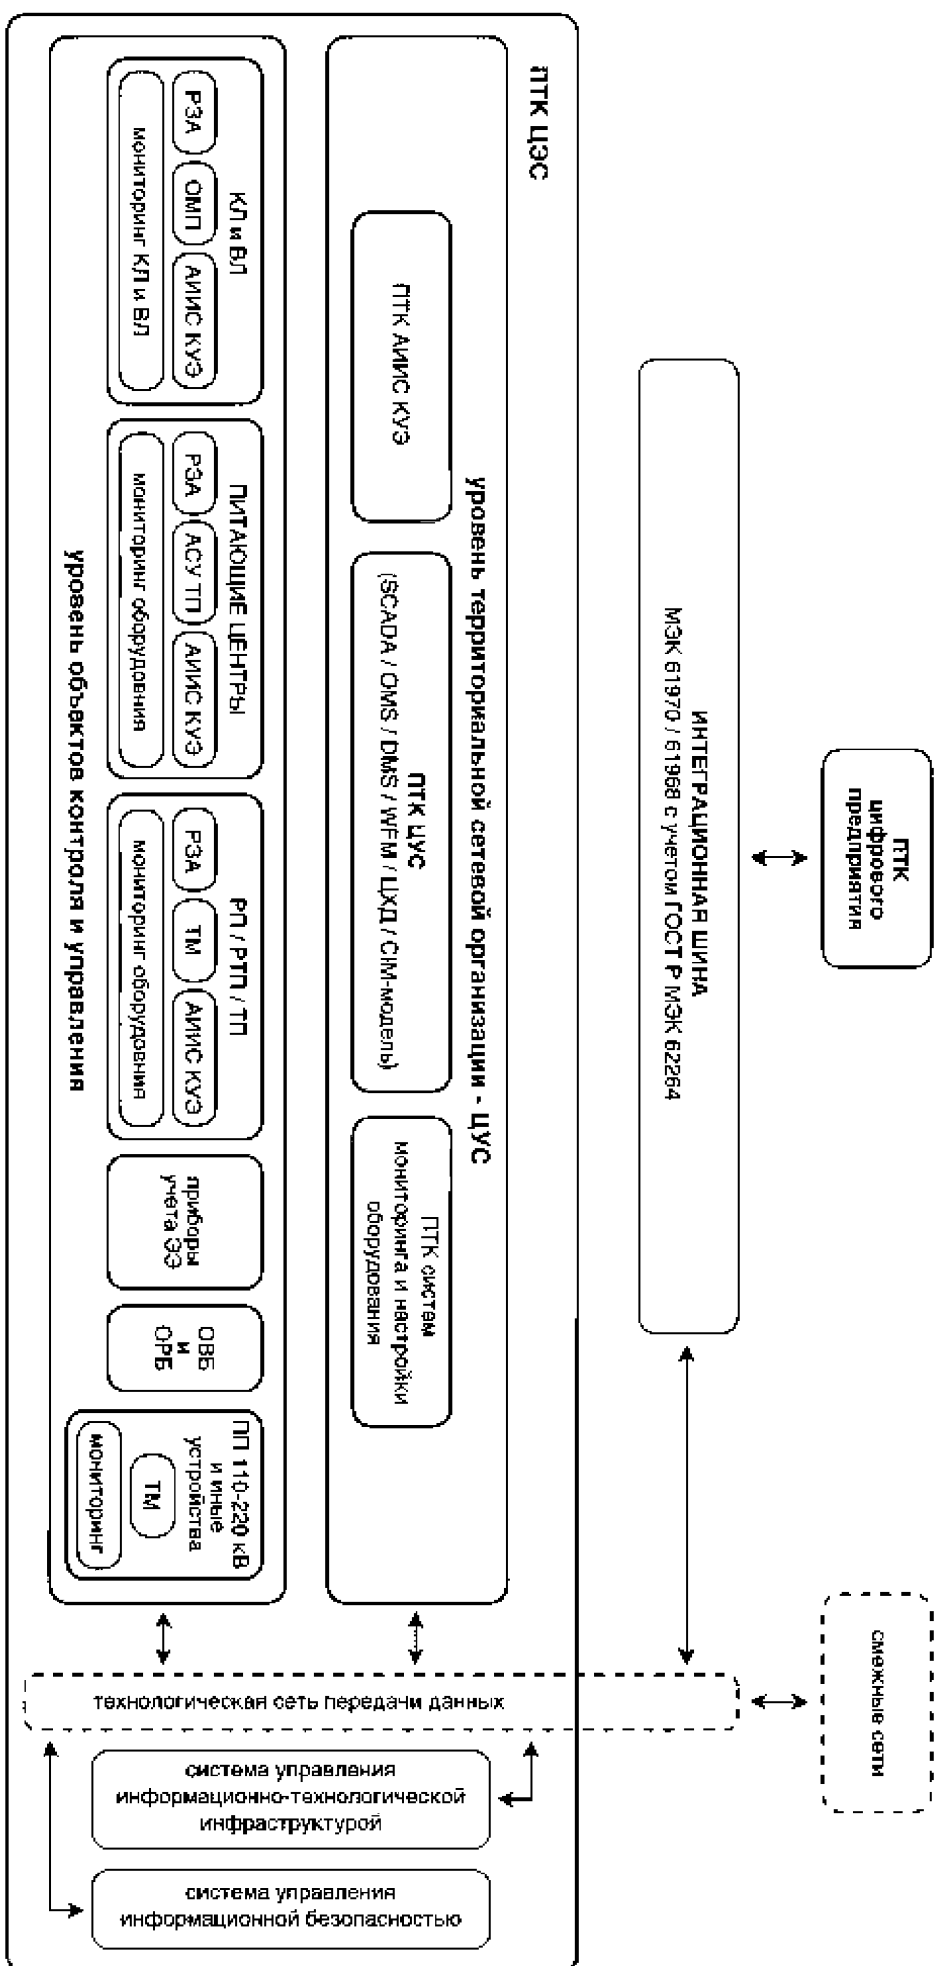 ПТК
цифрового
предприятия
смежные сети
ИНТЕГРАЦИОННАЯ ШИНА
МЭК 61970 / 61968 с учетом ГОСТ Р МЭК 62264
ПТК ЦЭС
уровень территориальной сетевой организации - ЦУС
ПТК АИИС КУЭ
ПТК ЦУС
(SCADA / OMS / DMS / WFM / ЦХД / CIM-модель)
ПТК систем
мониторинга и настройки
оборудования
КЛ и ВЛ
РЗА
ОМП
АИИС КУЭ
мониторинг КЛ и ВЛ
ПИТАЮЩИЕ ЦЕНТРЫ
РЗА
АСУ ТП
АИИС КУЭ
мониторинг оборудовния
РП / РТП / ТП
РЗА
ТМ
АИИС КУЭ
мониторинг оборудовния
приборы
учета ЭЭ
ОВБ
и
ОРБ
ПП 110-220 кВ
и иные
устройства
ТМ
мониторинг
уровень объектов контроля и управления
технологическая сеть передачи данных
система управления
информационно-технологической
инфраструктурой
система управления
информационной безопасностью